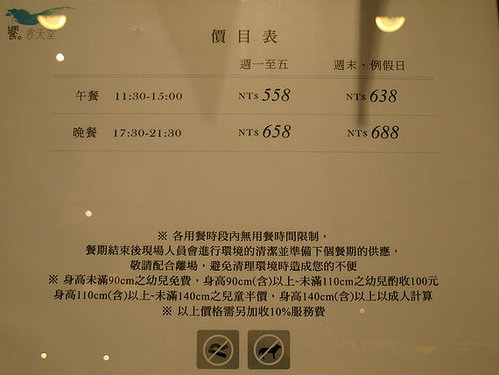 饗。食天堂
價目表
週一至五 週末、例假日
午餐 11:30-15:00 NT$ 558 NT$ 638
晚餐 17:30-21:30 NT$ 658 NT$ 688
※ 各用餐時段內無用餐時間限制，
餐期結束後現場人員會進行環境的清潔並準備下個餐期的供應，
敬請配合離場，避免清理環境時造成您的不便
※ 身高未滿90cm之幼兒免費，身高90cm(含)以上~未滿110cm之幼兒酌收100元
身高110cm(含)以上~未滿140cm之兒童半價，身高140cm(含)以上以成人計算
※ 以上價格需另加收10%服務費